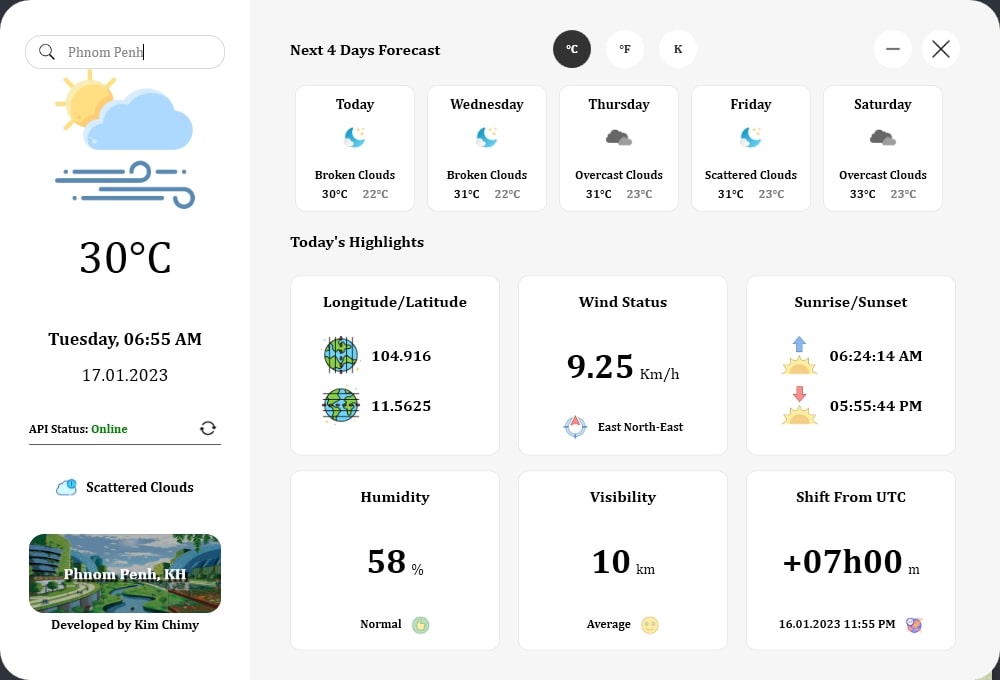 Phnom Penh
30°C
Tuesday, 06:55 AM
17.01.2023
API Status: Online
Scattered Clouds
Phnom Penh, KH
Developed by Kim Chimy
Next 4 Days Forecast
°C °F K
Today Wednesday Thursday Friday Saturday
Broken Clouds Broken Clouds Overcast Clouds Scattered Clouds Overcast Clouds
30°C 22°C 31°C 22°C 31°C 23°C 31°C 23°C 33°C 23°C
Today's Highlights
Longitude/Latitude
104.916
11.5625
Wind Status
9.25 Km/h
East North-East
Sunrise/Sunset
06:24:14 AM
05:55:44 PM
Humidity
58 %
Normal
Visibility
10 km
Average
Shift From UTC
+07h00 m
16.01.2023 11:55 PM